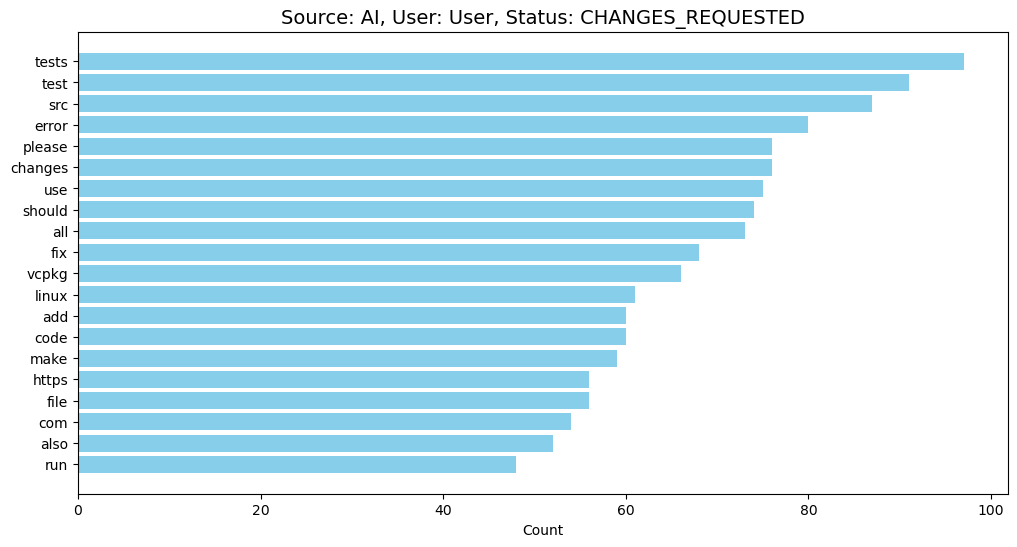 Source: AI, User: User, Status: CHANGES_REQUESTED
tests
test
src
error
please
changes
use
should
all
fix
vcpkg
linux
add
code
make
https
file
com
also
run
0 20 40 60 80 100
Count